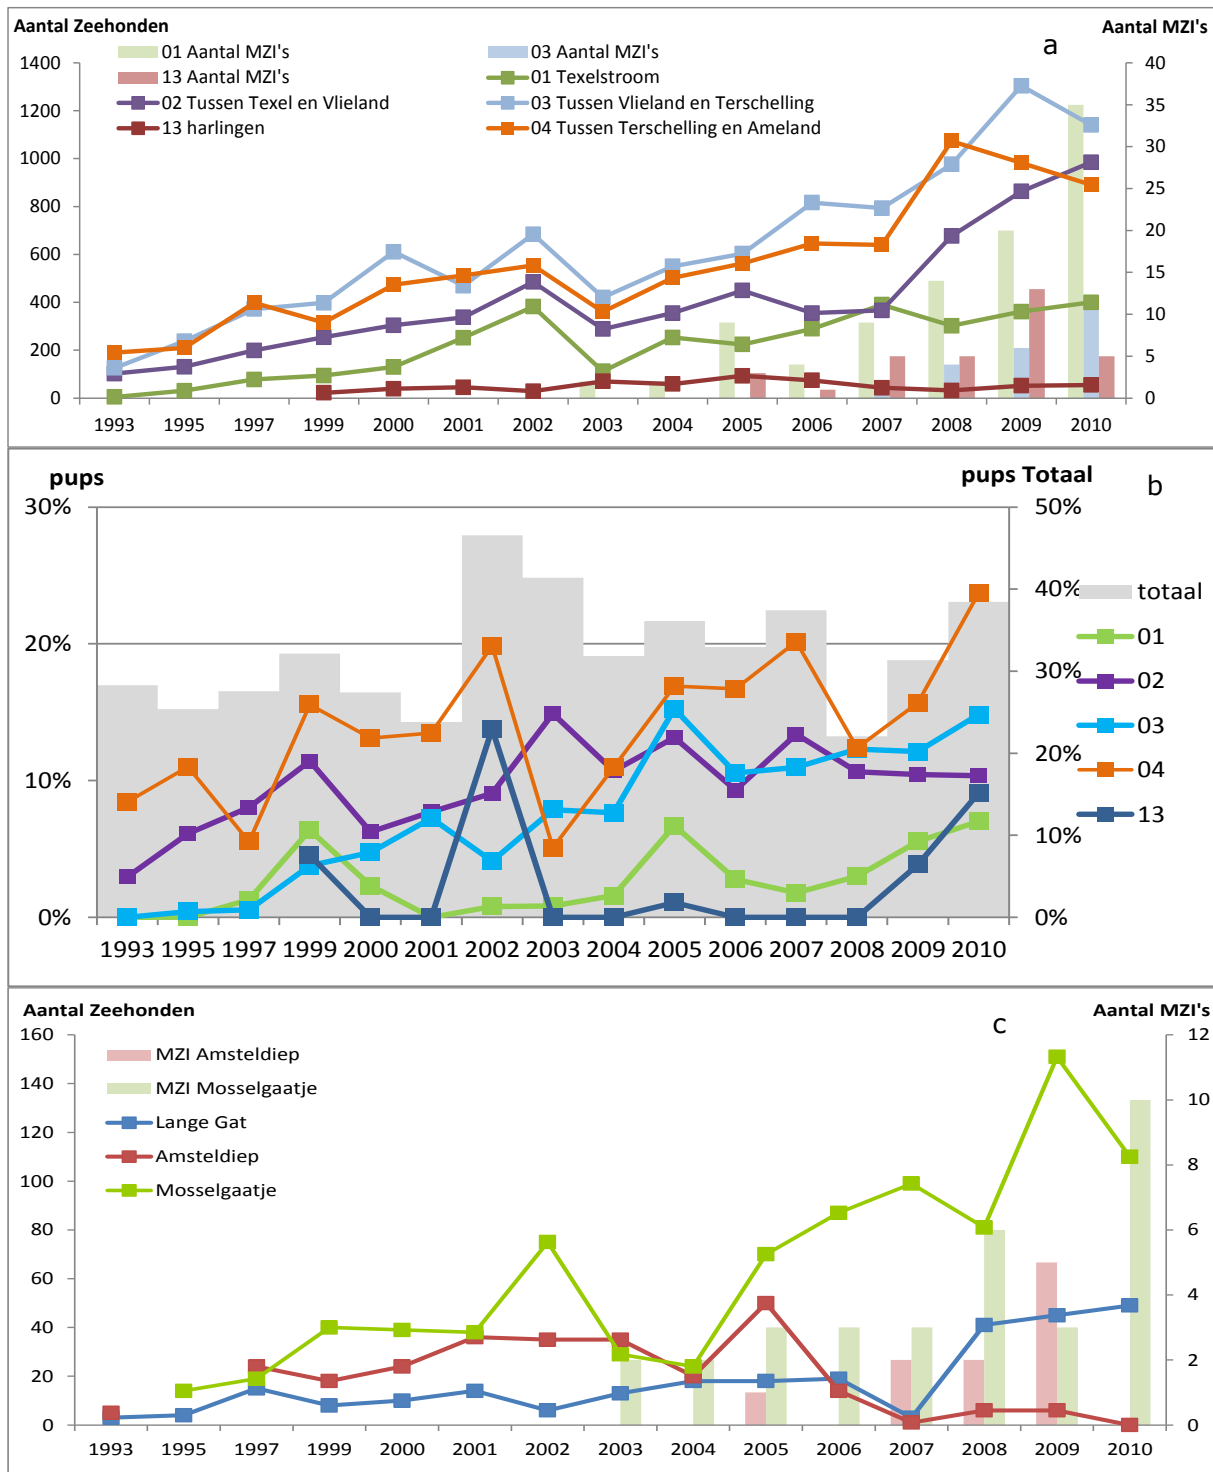 Aantal Zeehonden
Aantal MZI's
a
01 Aantal MZI's
03 Aantal MZI's
13 Aantal MZI's
01 Texelstroom
02 Tussen Texel en Vlieland
03 Tussen Vlieland en Terschelling
13 harlingen
04 Tussen Terschelling en Ameland
1400
1200
1000
800
600
400
200
0
40
35
30
25
20
15
10
5
0
1993 1995 1997 1999 2000 2001 2002 2003 2004 2005 2006 2007 2008 2009 2010
pups
pups Totaal
b
30%
20%
10%
0%
50%
40%
30%
20%
10%
0%
totaal
01
02
03
04
13
1993 1995 1997 1999 2000 2001 2002 2003 2004 2005 2006 2007 2008 2009 2010
Aantal Zeehonden
Aantal MZI's
c
MZI Amsteldiep
MZI Mosselgaatje
Lange Gat
Amsteldiep
Mosselgaatje
160
140
120
100
80
60
40
20
0
12
10
8
6
4
2
0
1993 1995 1997 1999 2000 2001 2002 2003 2004 2005 2006 2007 2008 2009 2010